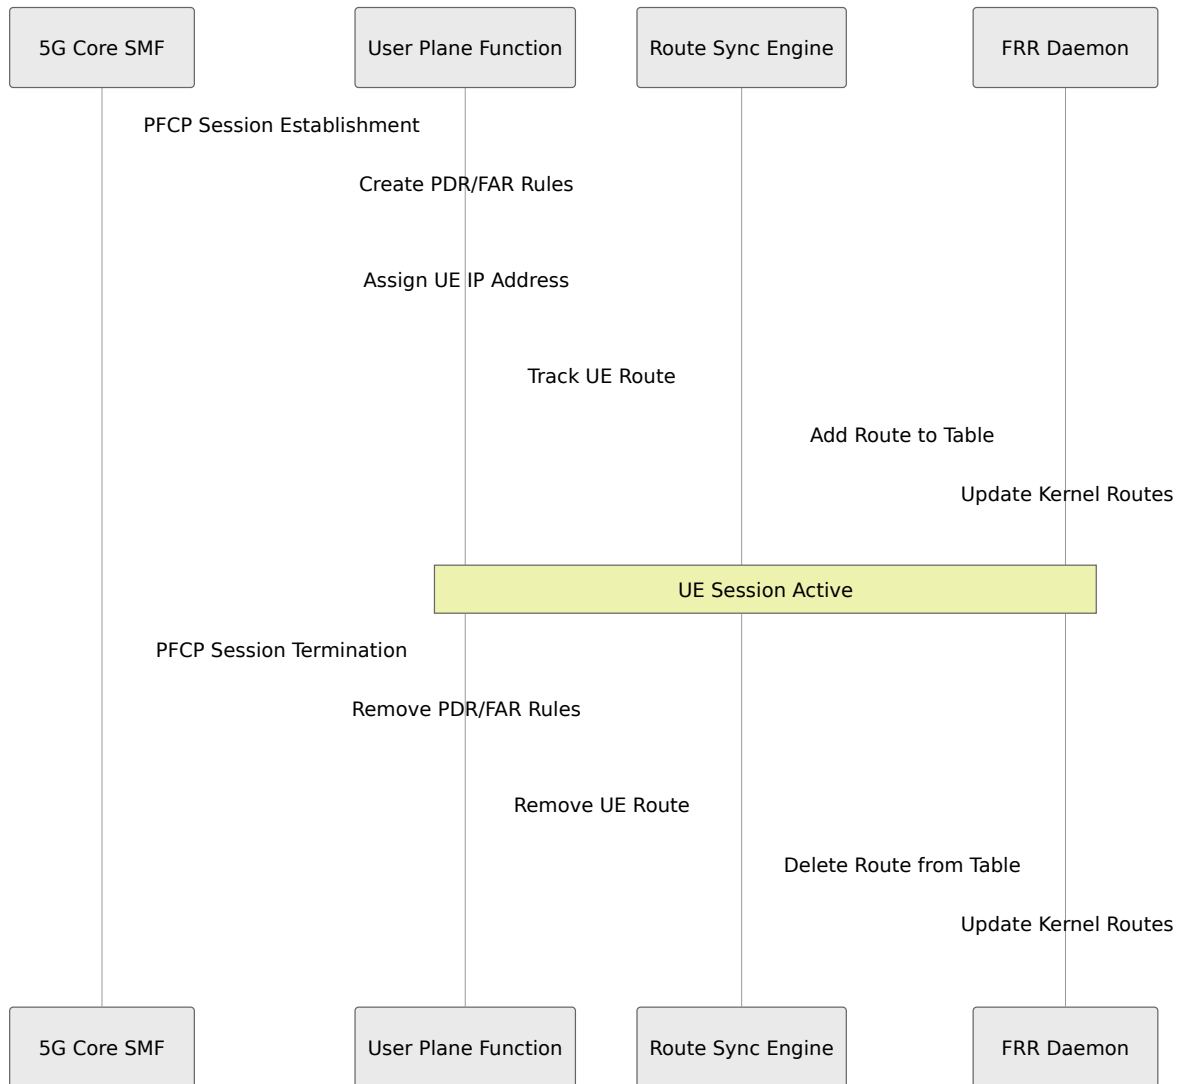 5G Core SMF
User Plane Function
Route Sync Engine
FRR Daemon
PFCP Session Establishment
Create PDR/FAR Rules
Assign UE IP Address
Track UE Route
Add Route to Table
Update Kernel Routes
UE Session Active
PFCP Session Termination
Remove PDR/FAR Rules
Remove UE Route
Delete Route from Table
Update Kernel Routes
5G Core SMF
User Plane Function
Route Sync Engine
FRR Daemon